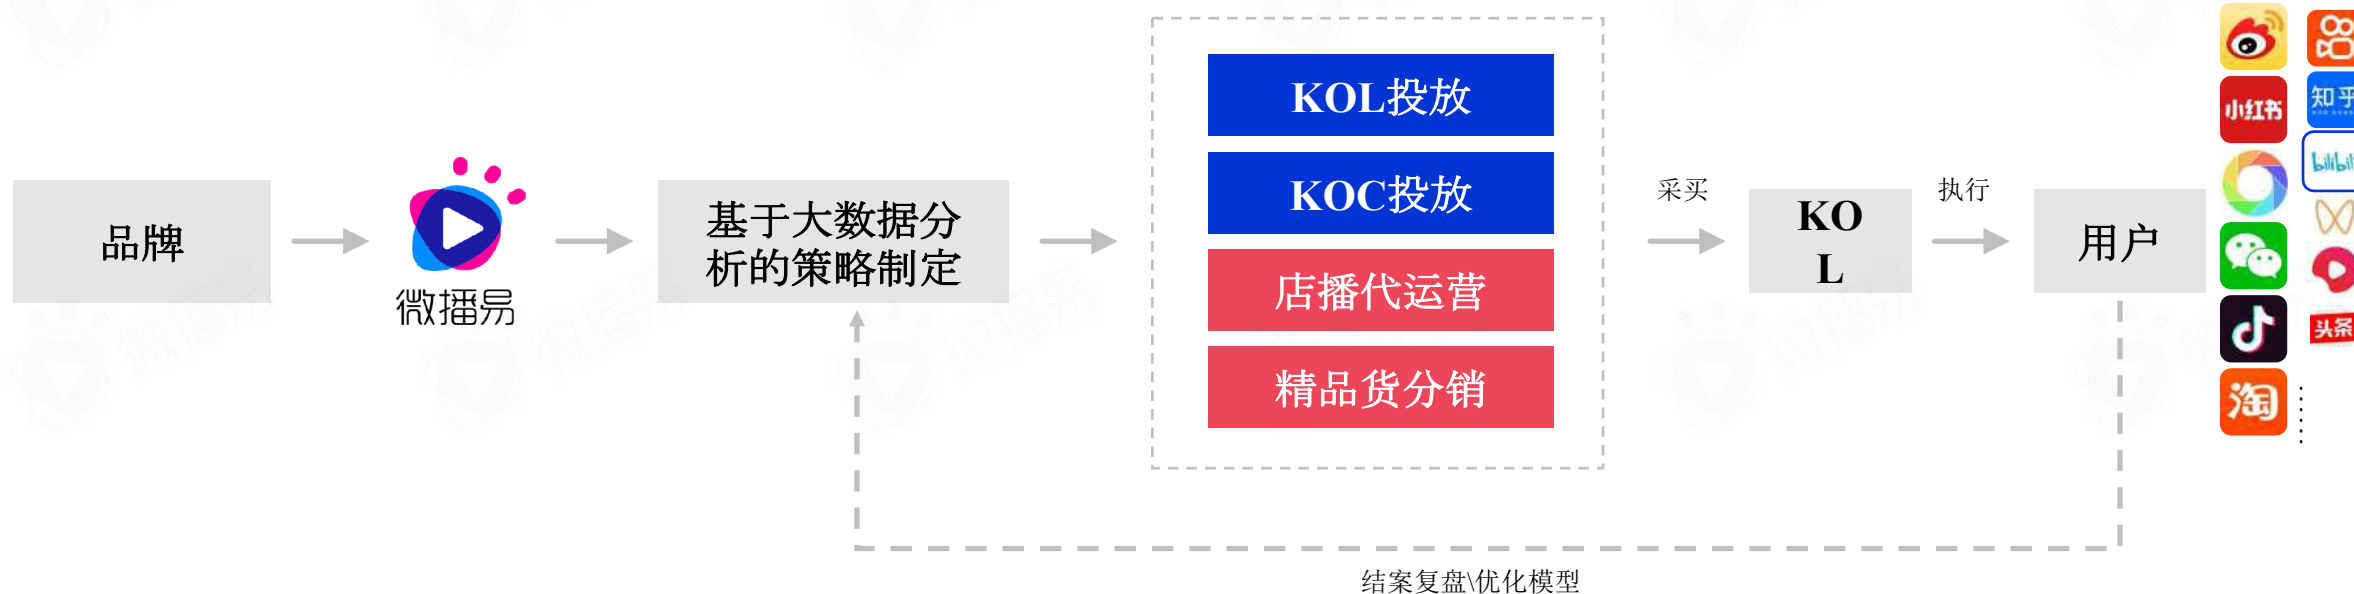 品牌
微播易
基于大数据分
析的策略制定
KOL投放
KOC投放
店播代运营
精品货分销
采买
KO
L
执行
用户
小红书
知乎
bilibili
头条
淘
结案复盘\优化模型